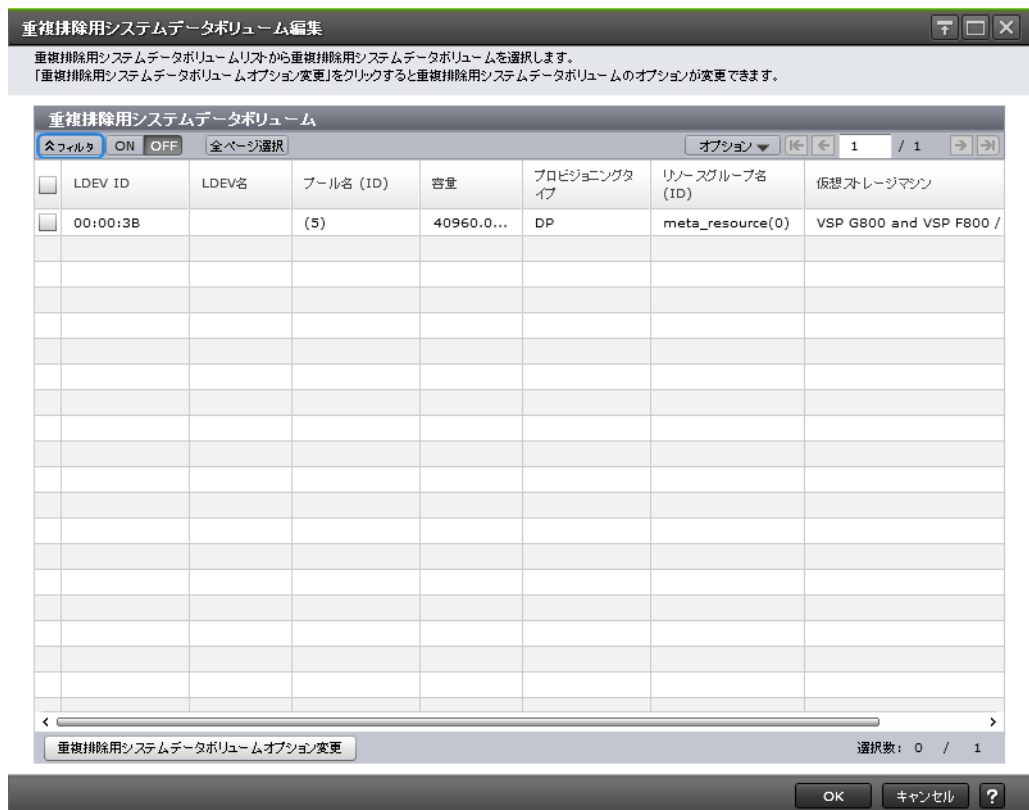 重複排除用システムデータボリューム編集
重複排除用システムデータボリュームリストから重複排除用システムデータボリュームを選択します。
「重複排除用システムデータボリュームオプション変更」をクリックすると重複排除用システムデータボリュームのオプションが変更できます。
重複排除用システムデータボリューム
フィルタ ON OFF 全ページ選択 オプション 1 / 1
LDEV ID LDEV名 プール名 (ID) 容量 プロビジョニングタイプ リソースグループ名 (ID) 仮想ストレージマシン
00:00:3B (5) 40960.0... DP meta_resource(0) VSP G800 and VSP F800 /
重複排除用システムデータボリュームオプション変更 選択数: 0 / 1
OK キャンセル ?